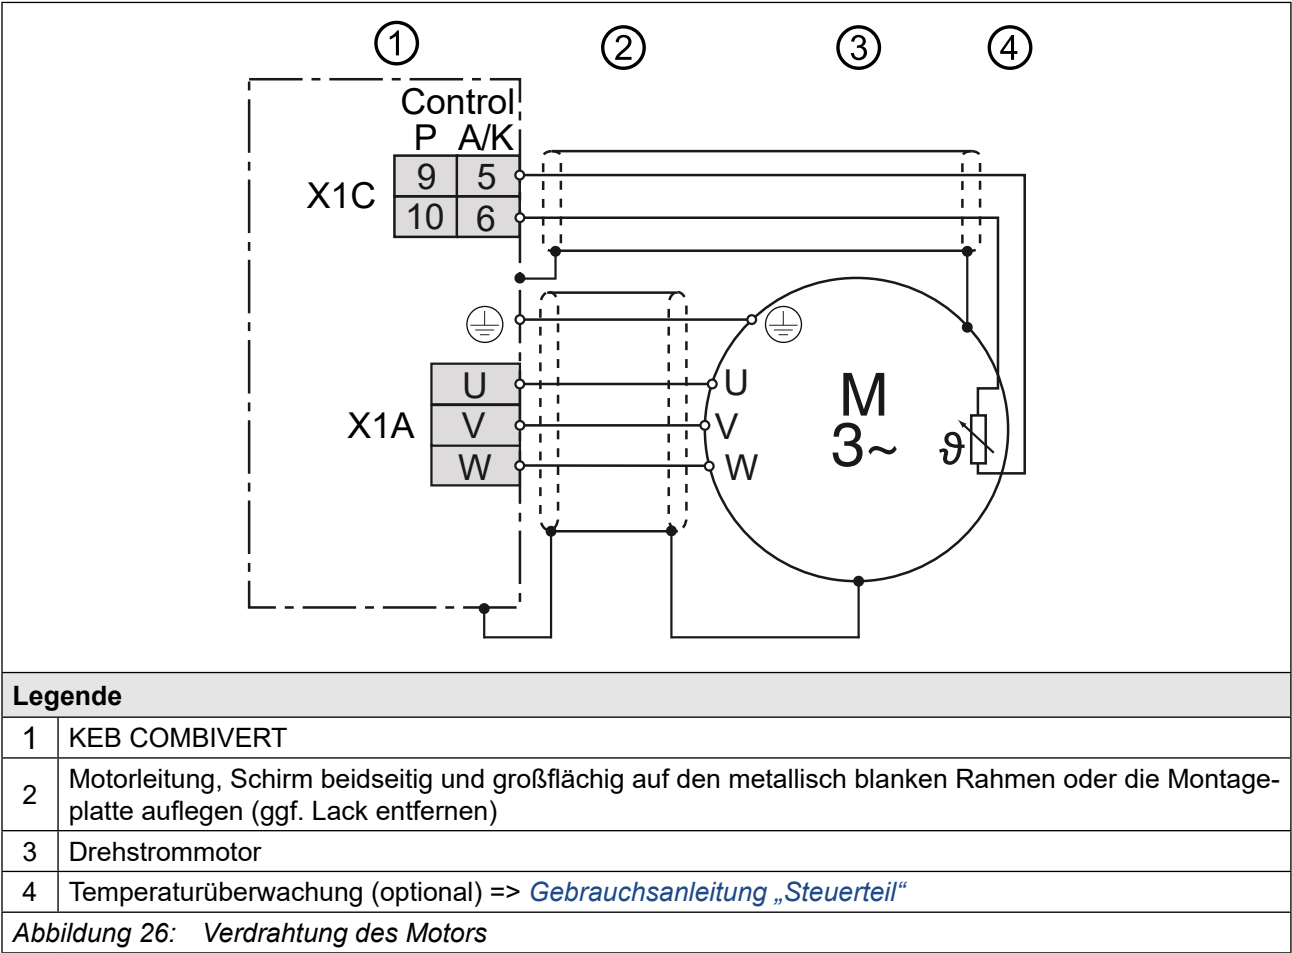 1 2 3 4
Control
P A/K
X1C
9 5
10 6
X1A
U
V
W
U
V
W
M
3~
ϑ
Legende
1 KEB COMBIVERT
2 Motorleitung, Schirm beidseitig und großflächig auf den metallisch blanken Rahmen oder die Montage-
platte auflegen (ggf. Lack entfernen)
3 Drehstrommotor
4 Temperaturüberwachung (optional) => Gebrauchsanleitung „Steuerteil“
Abbildung 26: Verdrahtung des Motors